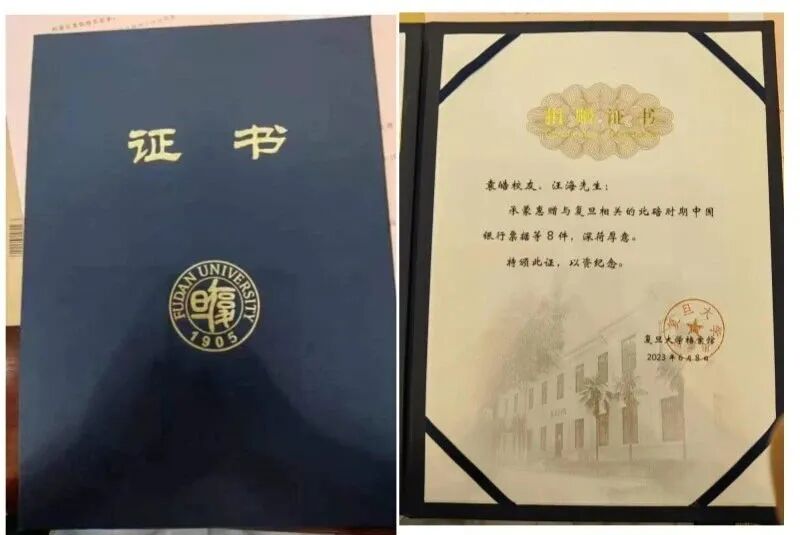 证书
FUDAN UNIVERSITY
1905
捐赠证书
袁皓校友、汪海先生：
承蒙惠赠与复旦相关的北碚时期中国
银行票据等8件，深荷厚意。
特颁此证，以资纪念。
复旦大学档案馆
2023年6月8日